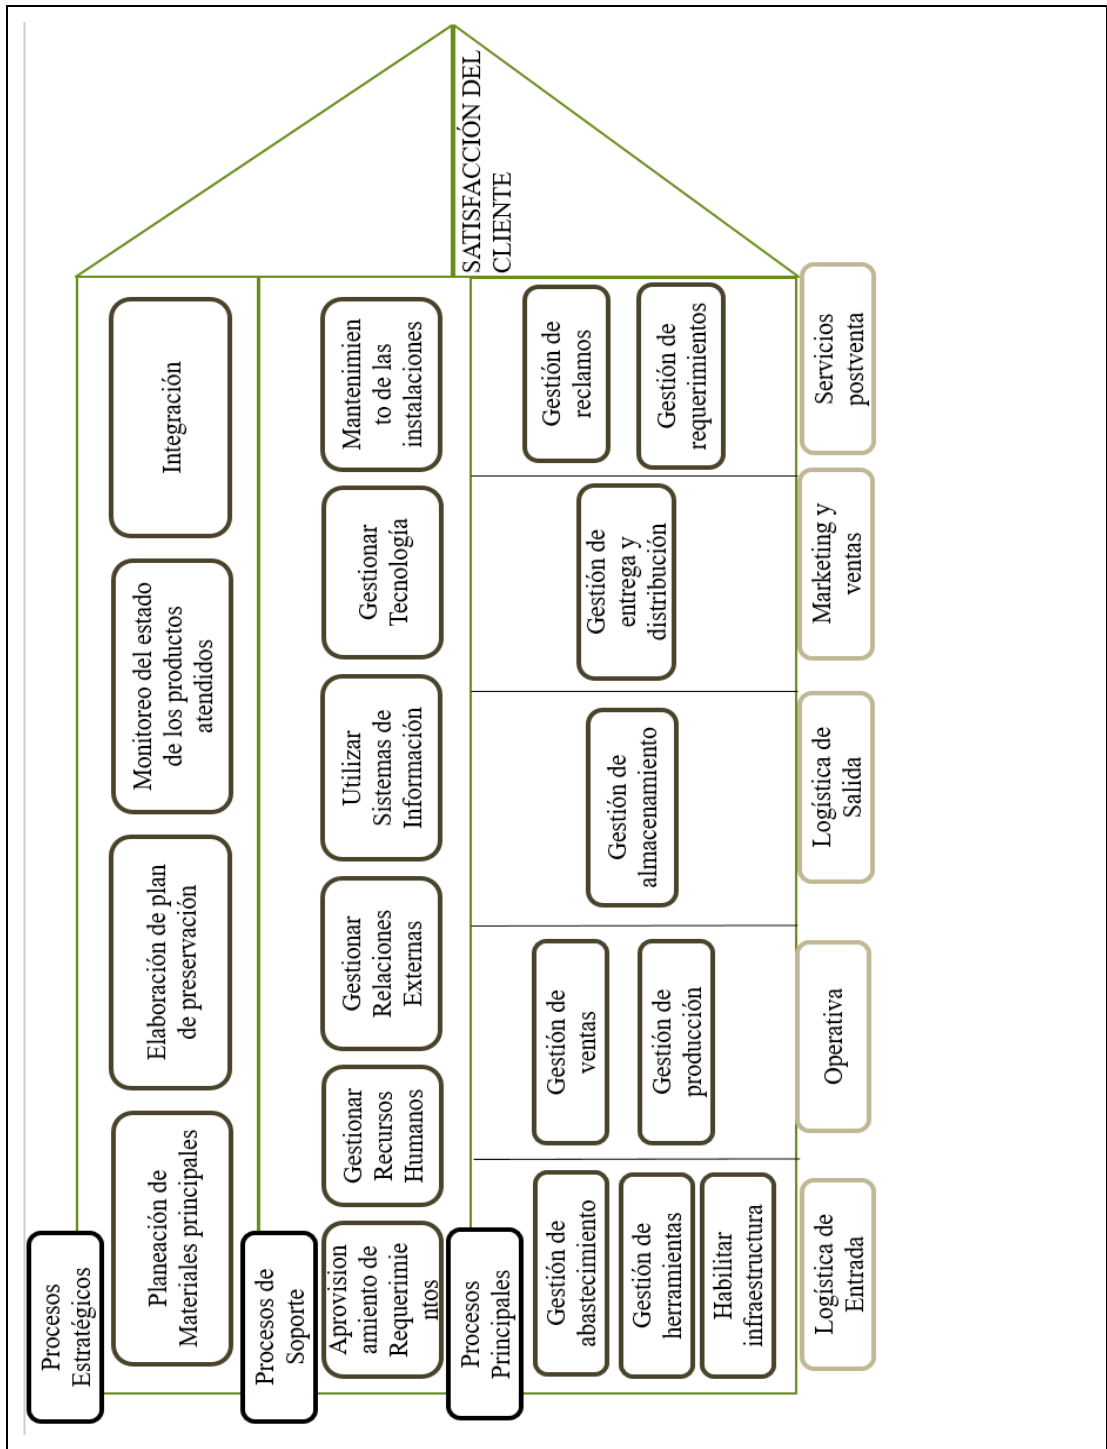 Procesos
Estratégicos
Planeación de
Materiales principales
Elaboración de plan
de preservación
Monitoreo del estado
de los productos
atendidos
Integración
Procesos de
Soporte
Aprovision
amiento de
Requerimie
ntos
Gestionar
Recursos
Humanos
Gestionar
Relaciones
Externas
Utilizar
Sistemas de
Información
Gestionar
Tecnología
Mantenimien
to de las
instalaciones
Procesos
Principales
Gestión de
abastecimiento
Gestión de
herramientas
Habilitar
infraestructura
Gestión de
ventas
Gestión de
producción
Gestión de
almacenamiento
Gestión de
entrega y
distribución
Gestión de
reclamos
Gestión de
requerimientos
SATISFACCIÓN DEL
CLIENTE
Logística de
Entrada
Operativa
Logística de
Salida
Marketing y
ventas
Servicios
postventa